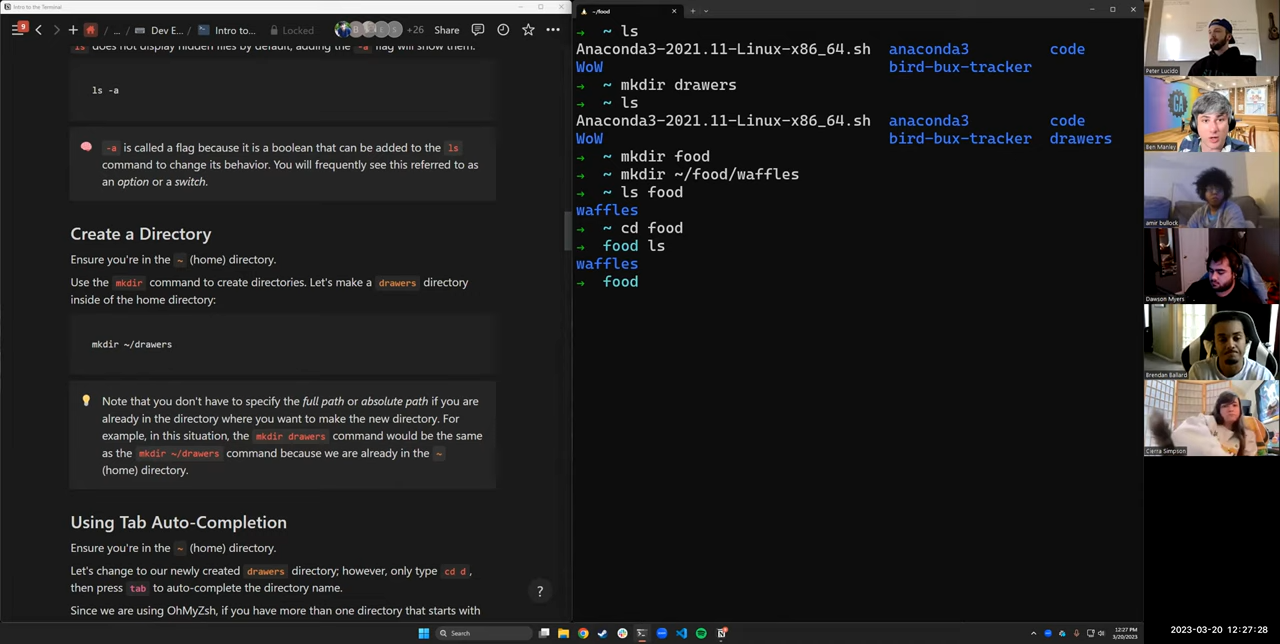 Intro to the Terminal
9
...
Dev E...
Intro to...
Locked
+26
Share
ls does not display hidden files by default, adding the -a flag will show them.
ls -a
-a is called a flag because it is a boolean that can be added to the ls
command to change its behavior. You will frequently see this referred to as
an option or a switch.
Create a Directory
Ensure you're in the ~ (home) directory.
Use the mkdir command to create directories. Let's make a drawers directory
inside of the home directory:
mkdir ~/drawers
Note that you don't have to specify the full path or absolute path if you are
already in the directory where you want to make the new directory. For
example, in this situation, the mkdir drawers command would be the same
as the mkdir ~/drawers command because we are already in the ~
(home) directory.
Using Tab Auto-Completion
Ensure you're in the ~ (home) directory.
Let's change to our newly created drawers directory; however, only type cd d,
then press tab to auto-complete the directory name.
Since we are using OhMyZsh, if you have more than one directory that starts with
?
~/food
→ ~ ls
Anaconda3-2021.11-Linux-x86_64.sh anaconda3 code
WoW bird-bux-tracker
→ ~ mkdir drawers
→ ~ ls
Anaconda3-2021.11-Linux-x86_64.sh anaconda3 code
WoW bird-bux-tracker drawers
→ ~ mkdir food
→ ~ mkdir ~/food/waffles
→ ~ ls food
waffles
→ ~ cd food
→ food ls
waffles
→ food
Peter Lucido
GA
Ben Manley
amir bullock
Dawson Myers
Brendan Ballard
Cierra Simpson
Search
12:27 PM
3/20/2023
2023-03-20 12:27:28